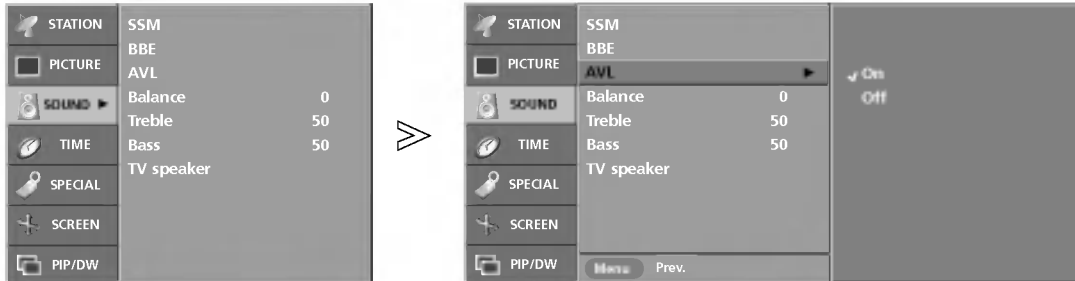 STATION
PICTURE
SOUND ►
TIME
SPECIAL
SCREEN
PIP/DW
SSM
BBE
AVL
Balance 0
Treble 50
Bass 50
TV speaker
STATION
PICTURE
SOUND
TIME
SPECIAL
SCREEN
PIP/DW
SSM
BBE
AVL ►
Balance 0
Treble 50
Bass 50
TV speaker
Menu Prev.
✓ On
Off